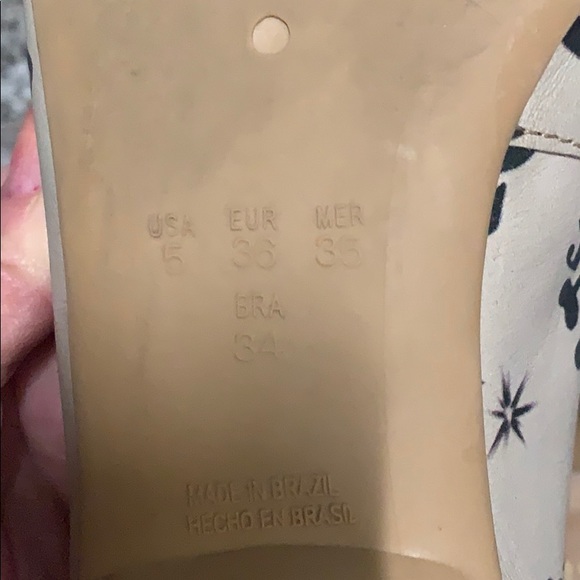 USA EUR MER
5 36 35
BRA
34
MADE IN BRAZIL
HECHO EN BRASIL